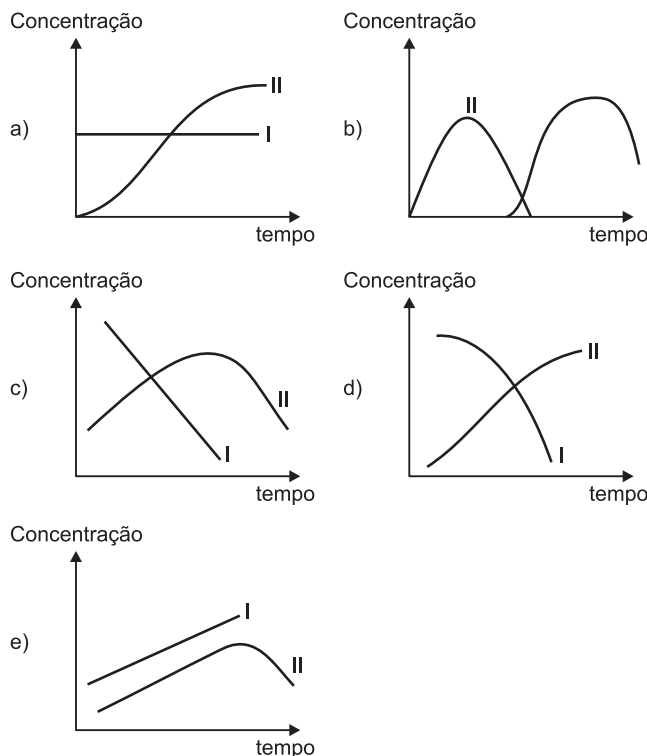 Concentração
a)
II
I
tempo
Concentração
b)
II
tempo
Concentração
c)
II
I
tempo
Concentração
d)
II
I
tempo
Concentração
e)
I
II
tempo